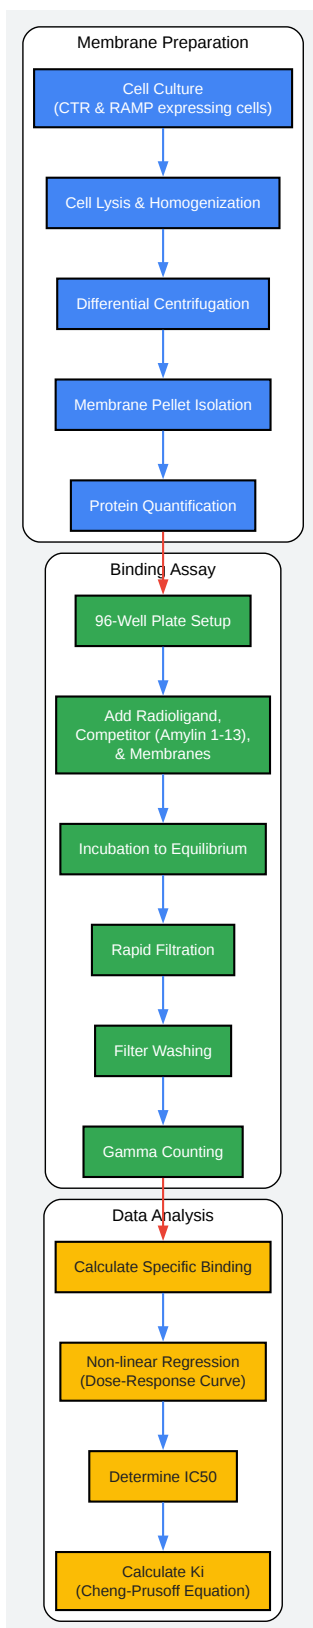 Membrane Preparation
Cell Culture
(CTR & RAMP expressing cells)
Cell Lysis & Homogenization
Differential Centrifugation
Membrane Pellet Isolation
Protein Quantification
Binding Assay
96-Well Plate Setup
Add Radioligand,
Competitor (Amylin 1-13),
& Membranes
Incubation to Equilibrium
Rapid Filtration
Filter Washing
Gamma Counting
Data Analysis
Calculate Specific Binding
Non-linear Regression
(Dose-Response Curve)
Determine IC50
Calculate Ki
(Cheng-Prusoff Equation)